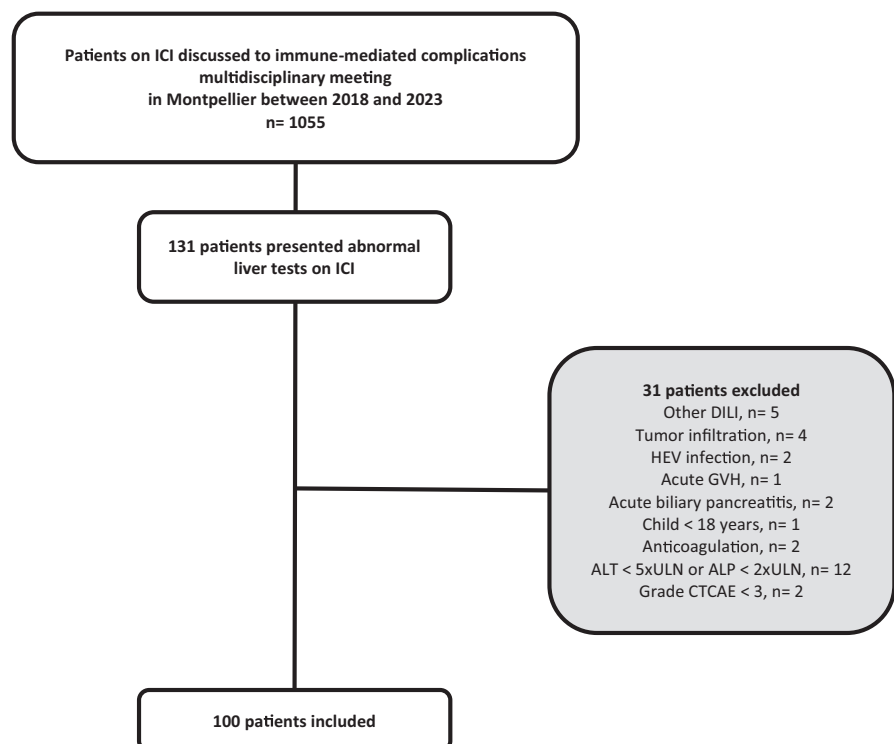 Patients on ICI discussed to immune-mediated complications
multidisciplinary meeting
in Montpellier between 2018 and 2023
n= 1055
131 patients presented abnormal
liver tests on ICI
31 patients excluded
Other DILI, n= 5
Tumor infiltration, n= 4
HEV infection, n= 2
Acute GVH, n= 1
Acute biliary pancreatitis, n= 2
Child < 18 years, n= 1
Anticoagulation, n= 2
ALT < 5xULN or ALP < 2xULN, n= 12
Grade CTCAE < 3, n= 2
100 patients included